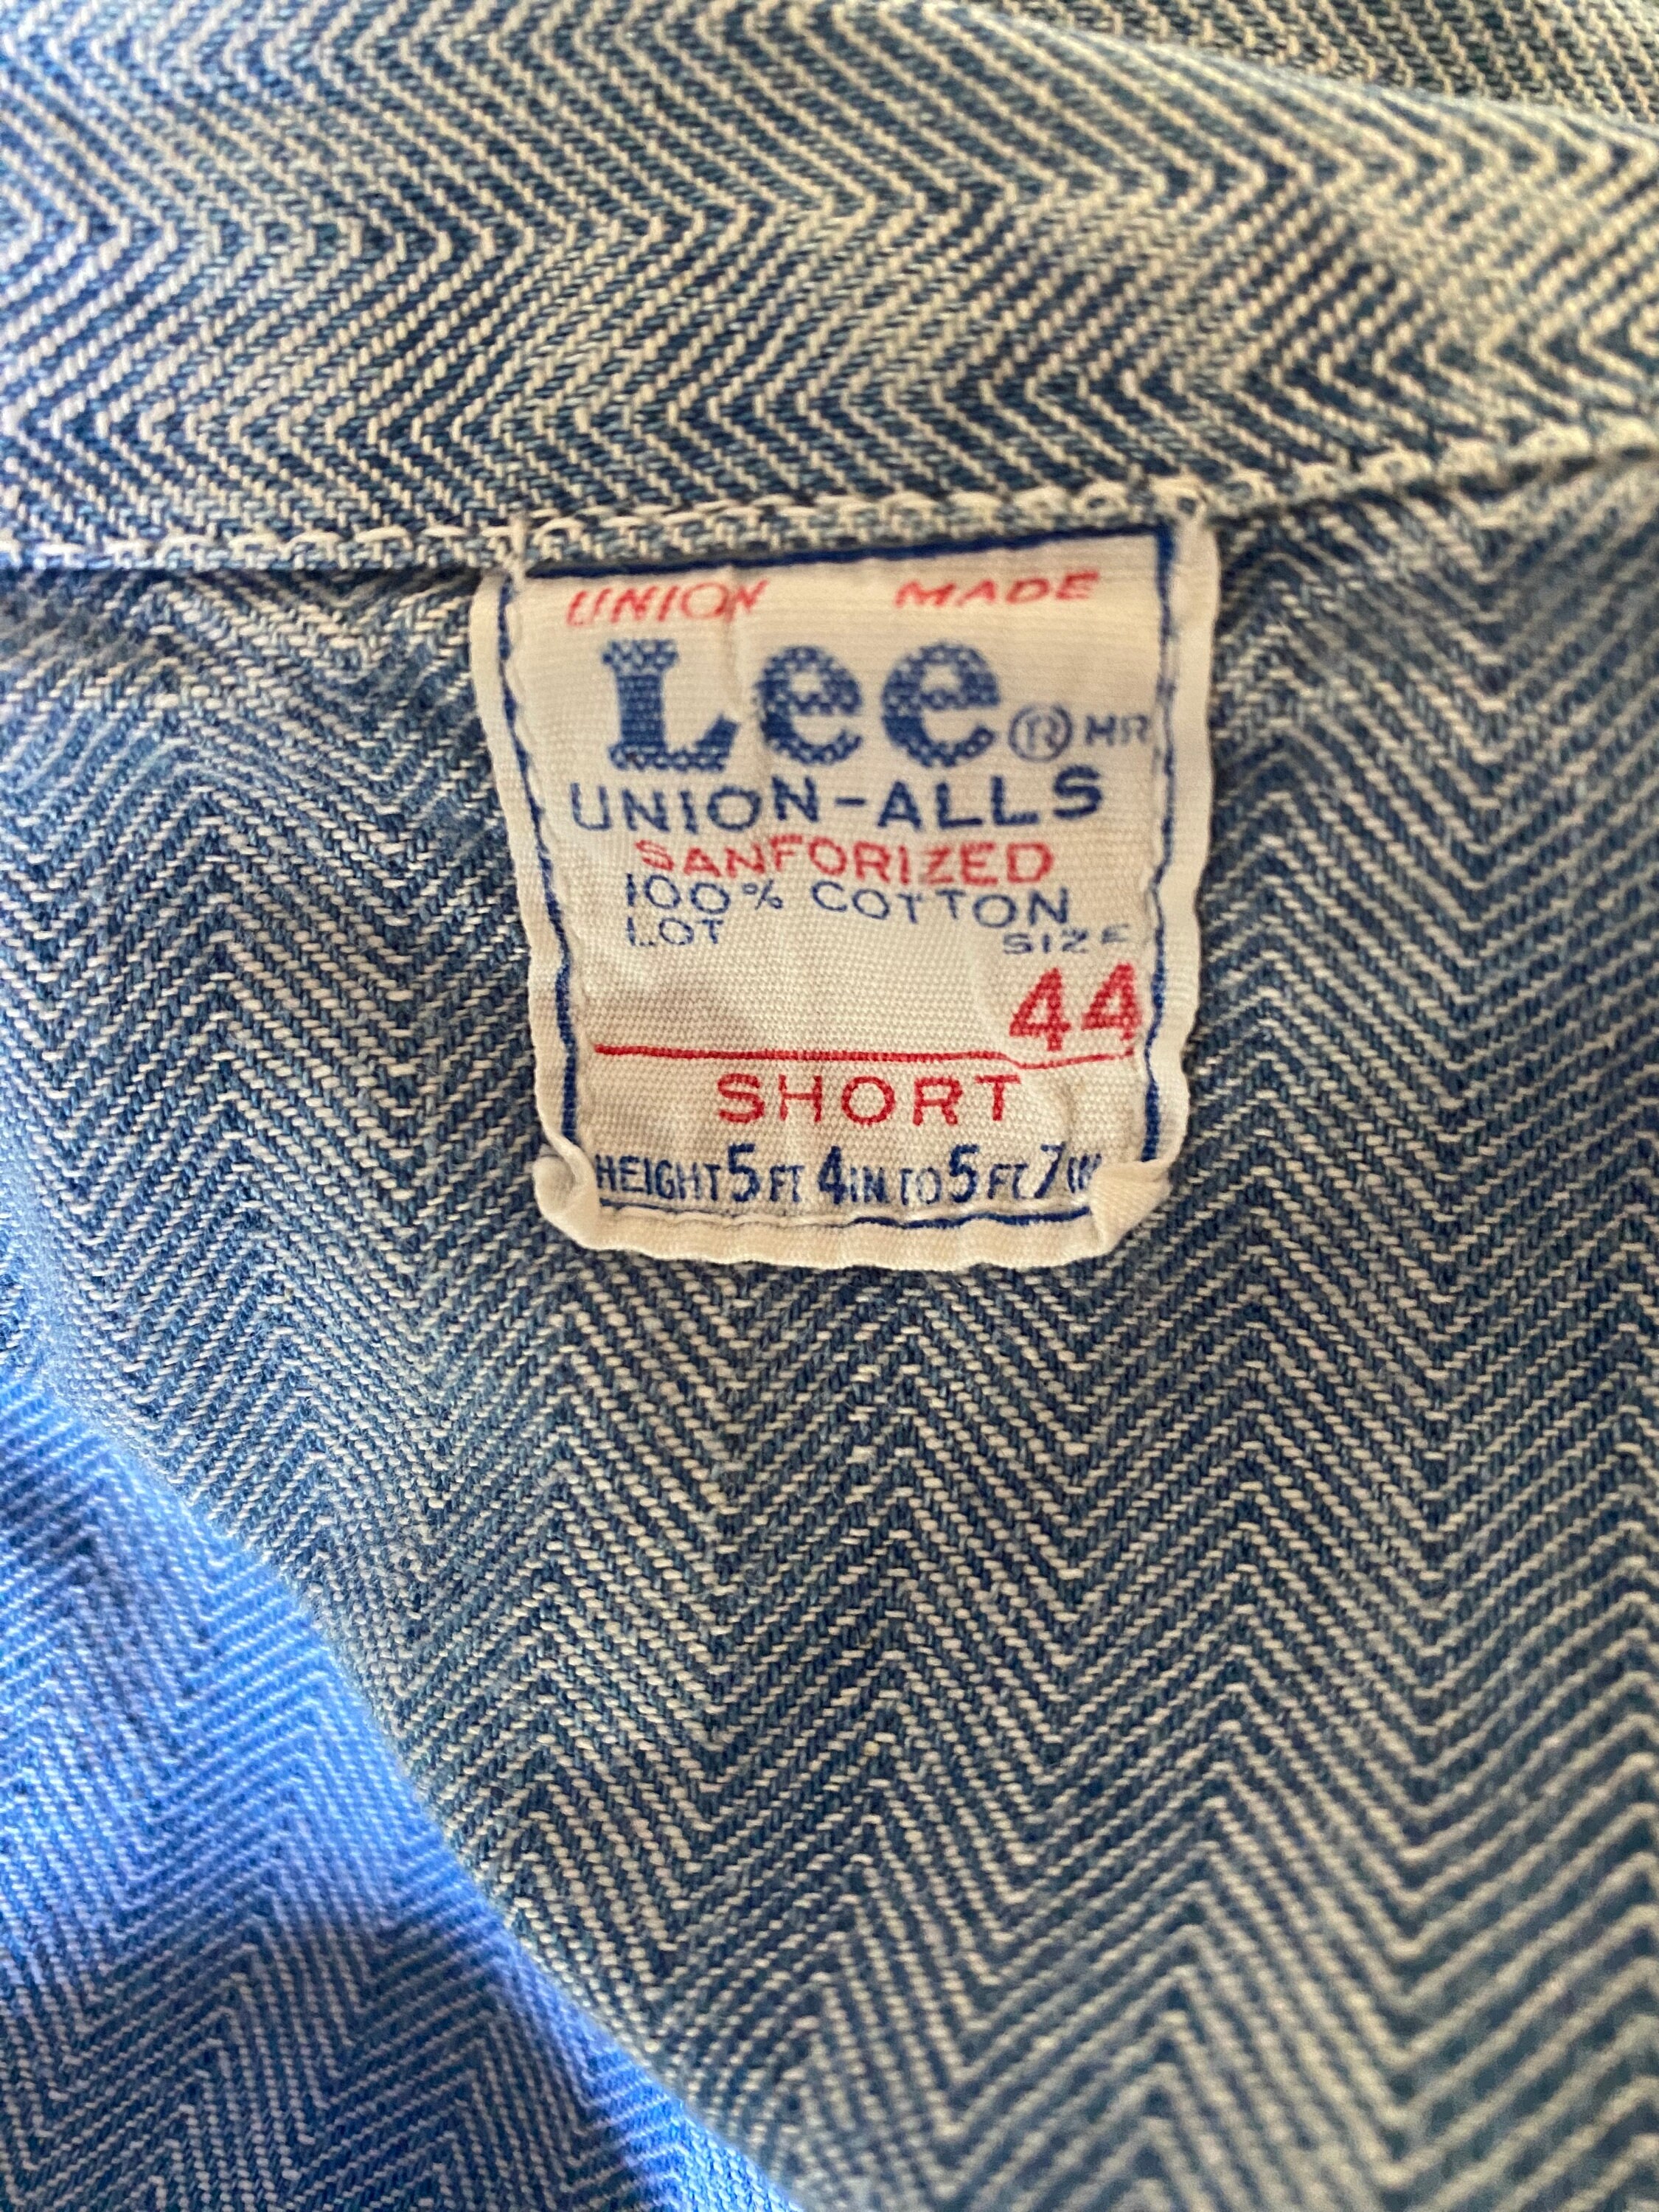 UNION MADE
Lee ® MR
UNION-ALLS
SANFORIZED
100% COTTON
LOT SIZE
44
SHORT
HEIGHT 5 FT 4 IN TO 5 FT 7 IN